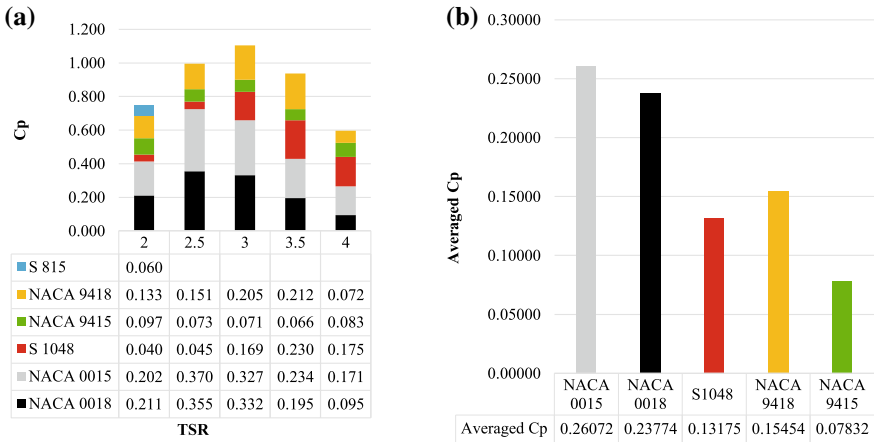 (a)
1.200
1.000
0.800
0.600
0.400
0.200
0.000
Cp
2 2.5 3 3.5 4
S 815 0.060
NACA 9418 0.133 0.151 0.205 0.212 0.072
NACA 9415 0.097 0.073 0.071 0.066 0.083
S 1048 0.040 0.045 0.169 0.230 0.175
NACA 0015 0.202 0.370 0.327 0.234 0.171
NACA 0018 0.211 0.355 0.332 0.195 0.095
TSR
(b)
0.30000
0.25000
0.20000
0.15000
0.10000
0.05000
0.00000
Averaged Cp
NACA 0015 NACA 0018 S1048 NACA 9418 NACA 9415
Averaged Cp 0.26072 0.23774 0.13175 0.15454 0.07832